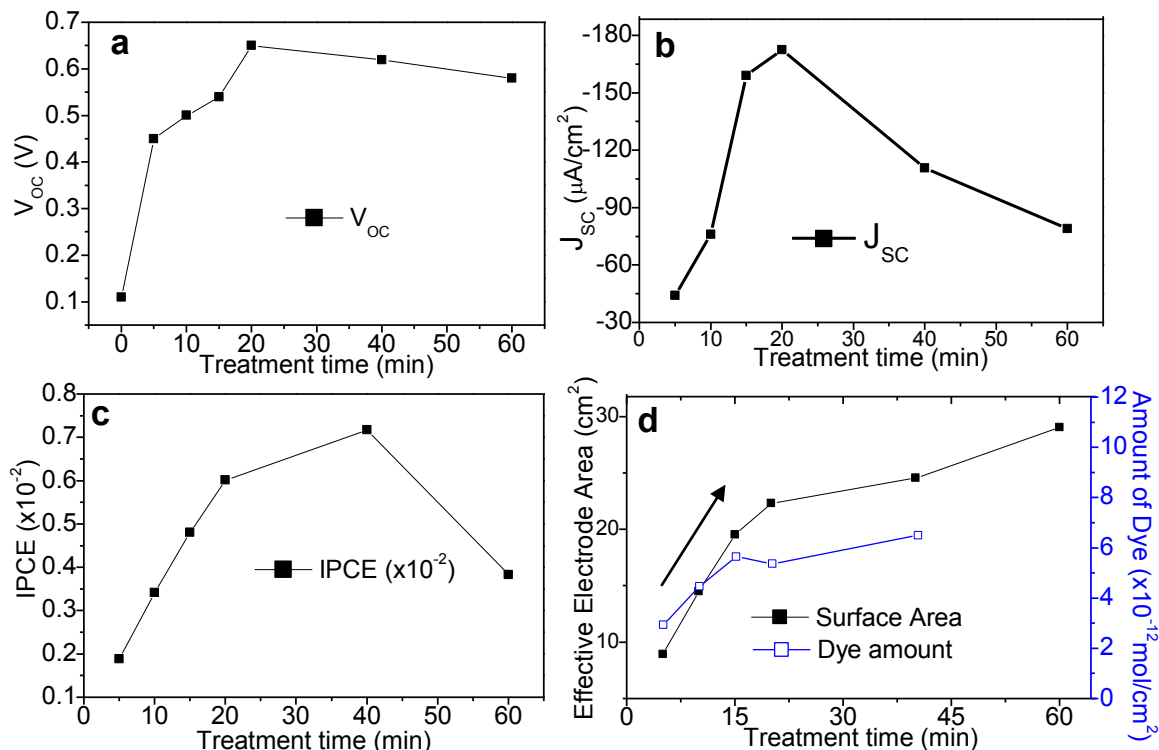 a
0.7
0.6
0.5
0.4
0.3
0.2
0.1
V_OC (V)
V_OC
0 10 20 30 40 50 60
Treatment time (min)
b
-180
-150
-120
-90
-60
-30
J_SC (µA/cm²)
J_SC
0 10 20 30 40 50 60
Treatment time (min)
c
0.8
0.7
0.6
0.5
0.4
0.3
0.2
0.1
IPCE (x10⁻²)
IPCE (x10⁻²)
0 10 20 30 40 50 60
Treatment time (min)
d
30
20
10
Effective Electrode Area (cm²)
Surface Area
Dye amount
12
10
8
6
4
2
0
Amount of Dye (x10⁻¹² mol/cm²)
0 15 30 45 60
Treatment time (min)